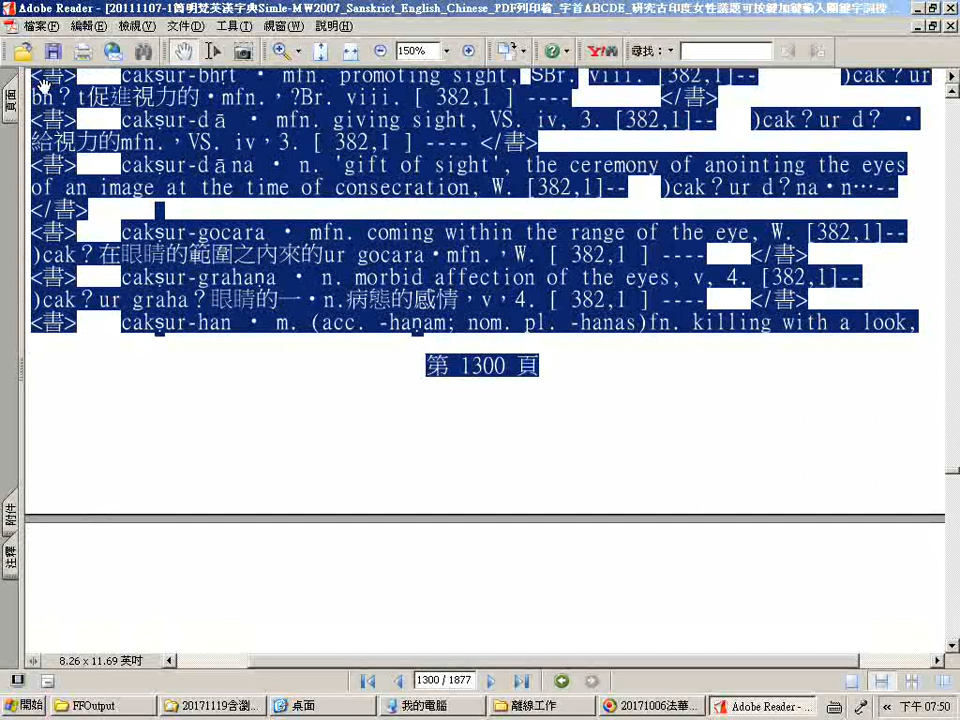 Adobe Reader - [20111107-1簡明梵英漢字典Simle-MW2007_Sanskrict_English_Chinese_PDF列印檔_字首ABCDE_研究古印度女性議題可按鍵加鍵輸入關鍵字詞搜
檔案(F) 編輯(E) 檢視(V) 文件(D) 工具(T) 視窗(W) 說明(H)
150% Y! 尋找：
頁面
<書> cakṣur-bhṛt • mfn. promoting sight, ŚBr. viii. [382,1]-- )cak？ur
bh？t促進視力的•mfn.，?Br. viii. [ 382,1 ] ---- </書>
<書> cakṣur-dā • mfn. giving sight, VS. iv, 3. [382,1]-- )cak？ur d？ •
給視力的mfn.，VS. iv，3. [ 382,1 ] ---- </書>
<書> cakṣur-dāna • n. 'gift of sight', the ceremony of anointing the eyes
of an image at the time of consecration, W. [382,1]-- )cak？ur d？na•n…--
</書>
<書> cakṣur-gocara • mfn. coming within the range of the eye, W. [382,1]--
)cak？在眼睛的範圍之內來的ur gocara•mfn.，W. [ 382,1 ] ---- </書>
<書> cakṣur-grahaṇa • n. morbid affection of the eyes, v, 4. [382,1]--
)cak？ur graha？眼睛的一•n.病態的感情，v，4. [ 382,1 ] ---- </書>
<書> cakṣur-han • m. (acc. -haṇam; nom. pl. -hanas)fn. killing with a look,
第 1300 頁
附件
注釋
8.26 x 11.69 英吋
1300 / 1877
開始 FFOutput 20171119含瀏... 桌面 我的電腦 離線工作 20171006法華... Adobe Reader - ... 下午 07:50